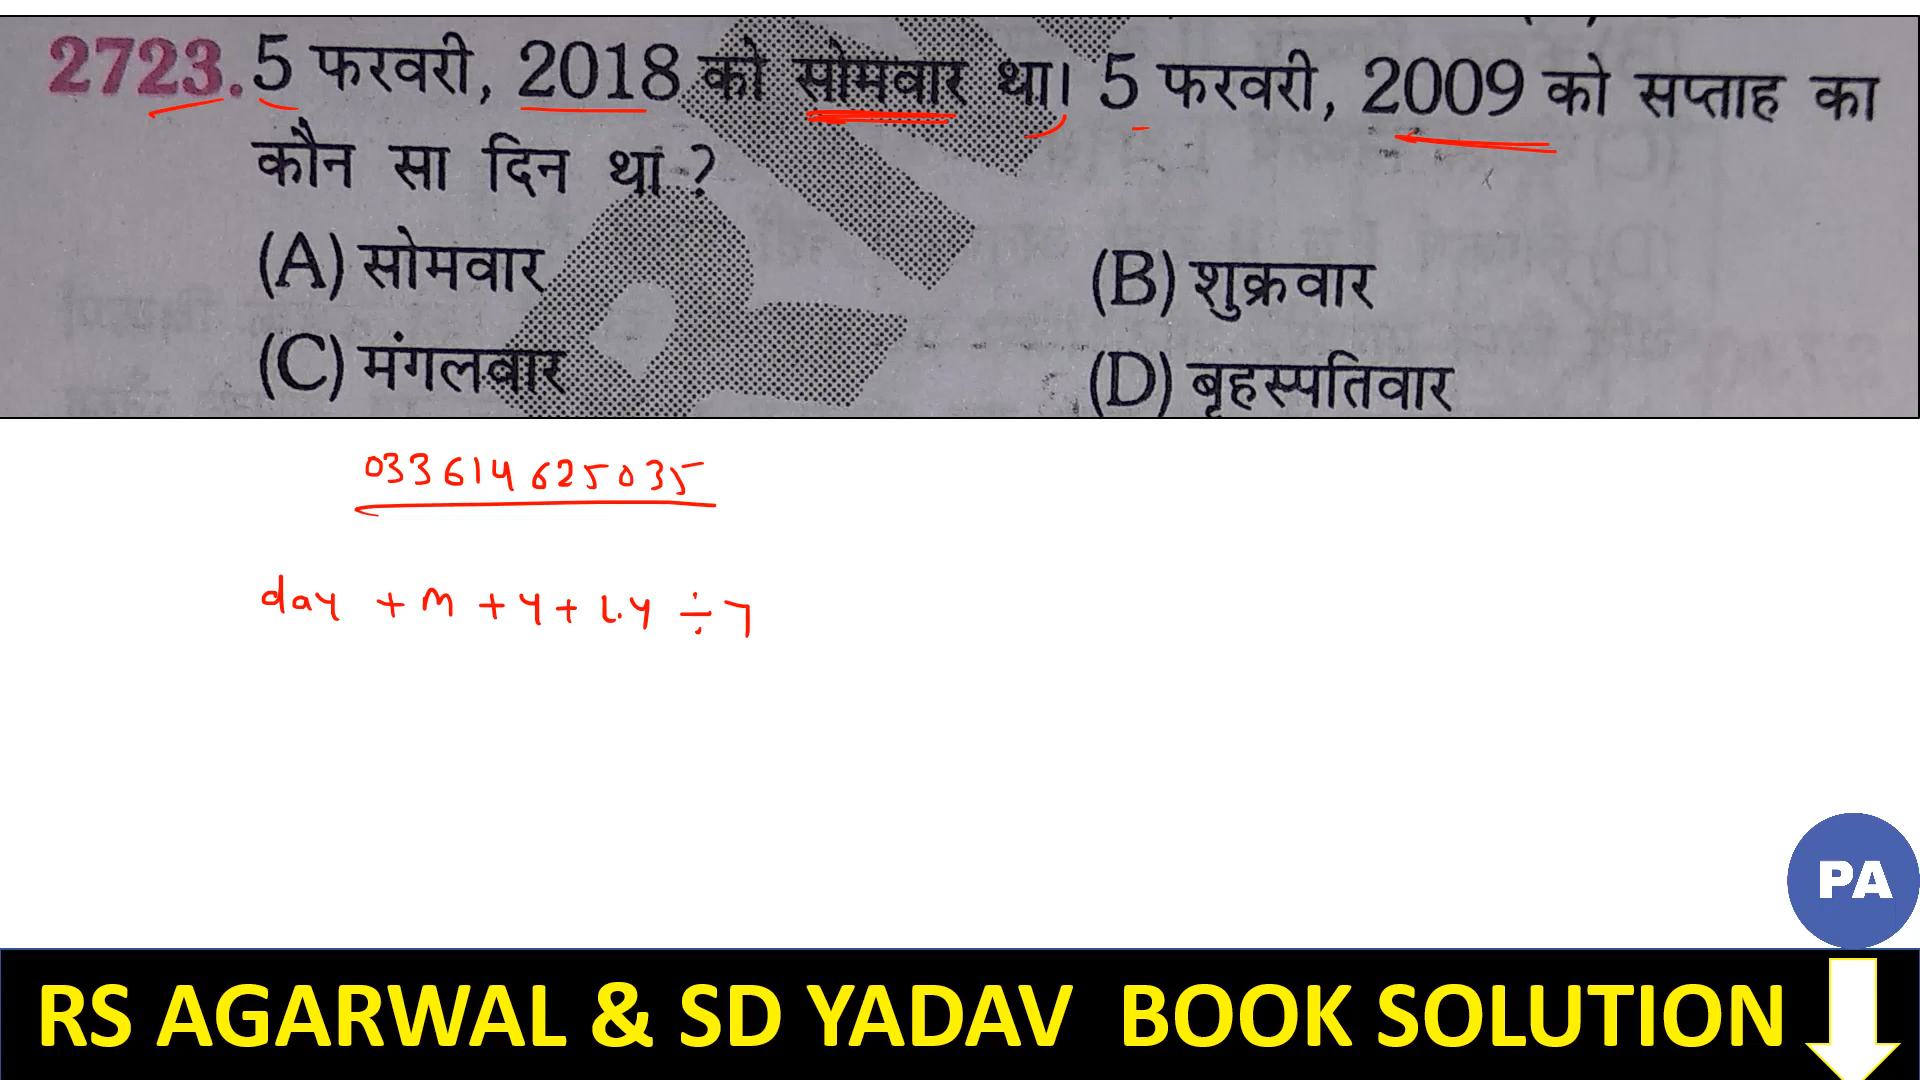 2723. 5 फरवरी, 2018 को सोमवार था। 5 फरवरी, 2009 को सप्ताह का
कौन सा दिन था ?
(A) सोमवार
(B) शुक्रवार
(C) मंगलवार
(D) बृहस्पतिवार
033614625035
day + m + y + L.y ÷ 7
PA
RS AGARWAL & SD YADAV BOOK SOLUTION